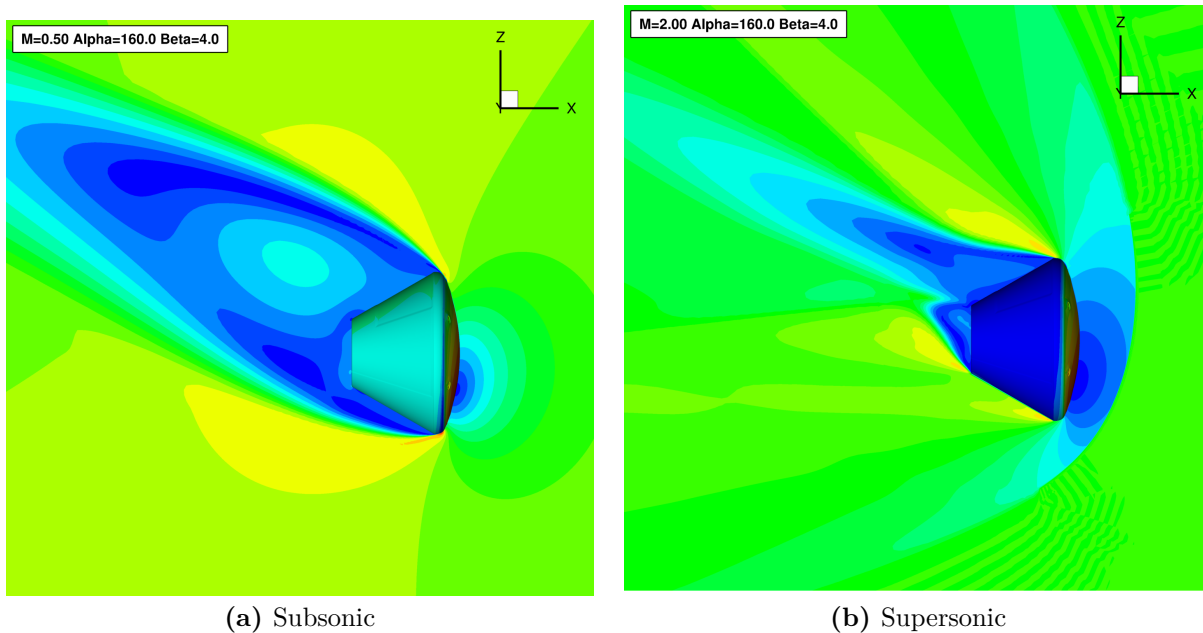 M=0.50 Alpha=160.0 Beta=4.0
Z
Y
X
M=2.00 Alpha=160.0 Beta=4.0
Z
Y
X
(a) Subsonic
(b) Supersonic